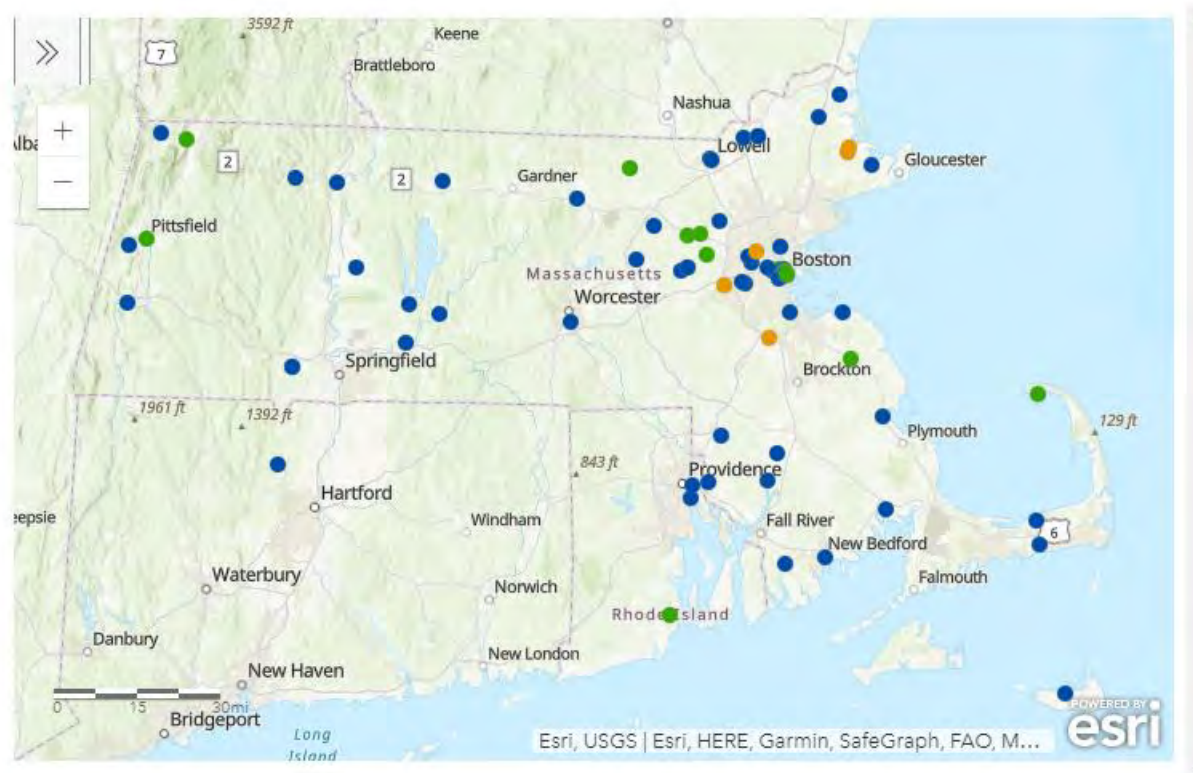 3592 ft
Keene
7
Brattleboro
Nashua
Alba
Lowell
2
2
Gardner
Gloucester
Pittsfield
Boston
Massachusetts
Worcester
Springfield
Brockton
1961 ft
1392 ft
129 ft
Plymouth
843 ft
Providence
Hartford
eepsie
Windham
Fall River
6
New Bedford
Waterbury
Falmouth
Norwich
Rhode Island
Danbury
New London
New Haven
0 15 30mi
Bridgeport
Long
Island
POWERED BY
esri
Esri, USGS | Esri, HERE, Garmin, SafeGraph, FAO, M...